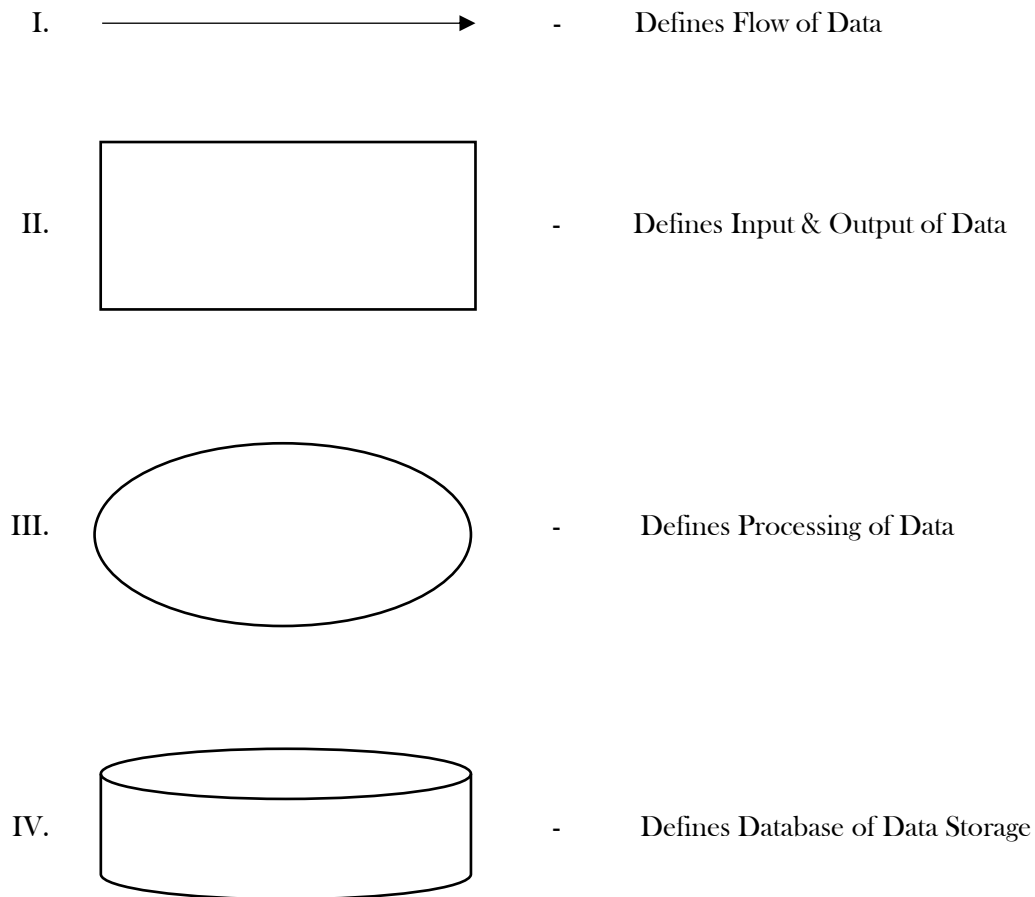 I. - Defines Flow of Data
II. - Defines Input & Output of Data
III. - Defines Processing of Data
IV. - Defines Database of Data Storage